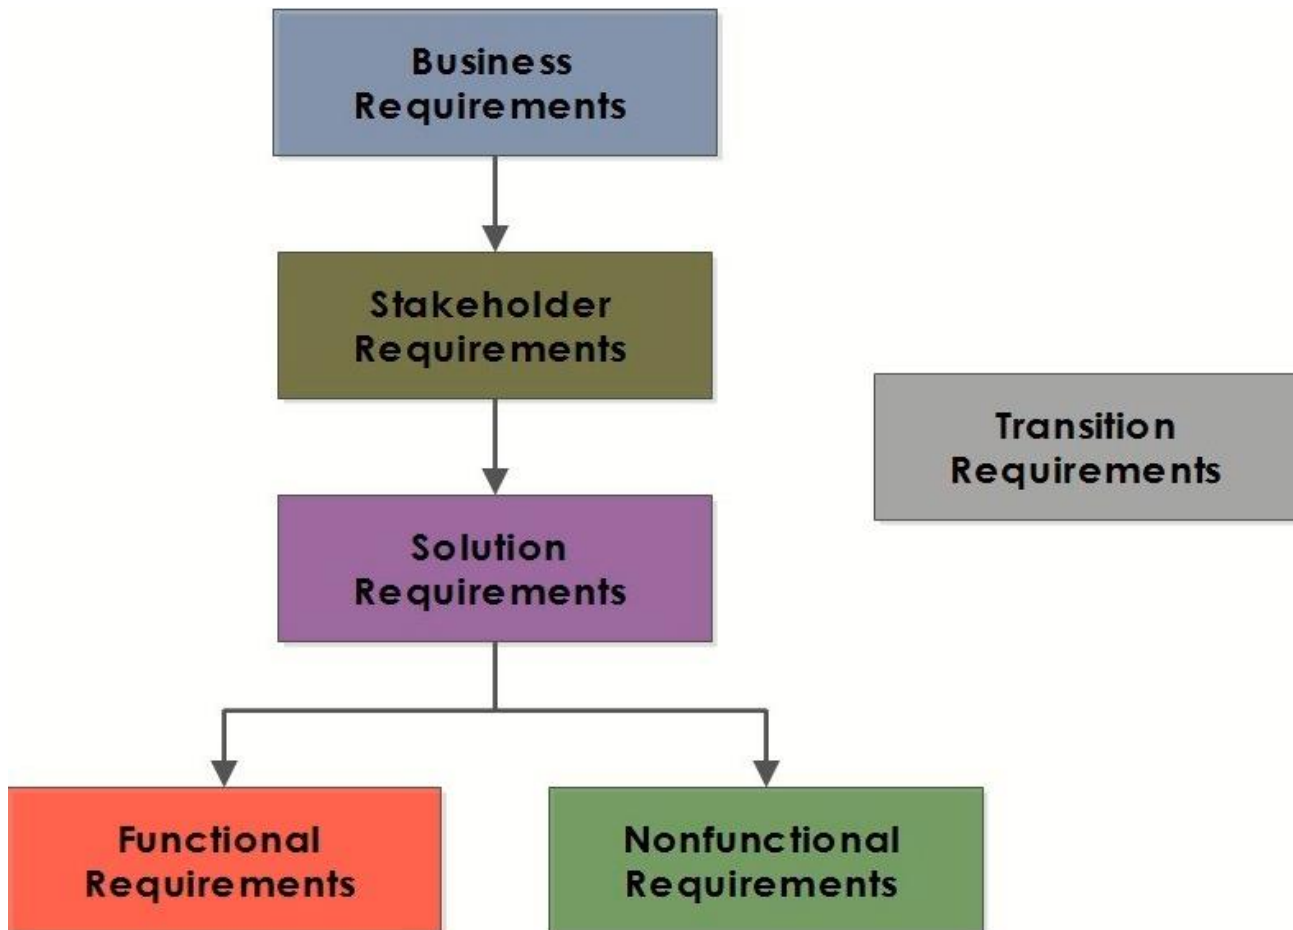 Business
Requirements
Stakeholder
Requirements
Transition
Requirements
Solution
Requirements
Functional
Requirements
Nonfunctional
Requirements